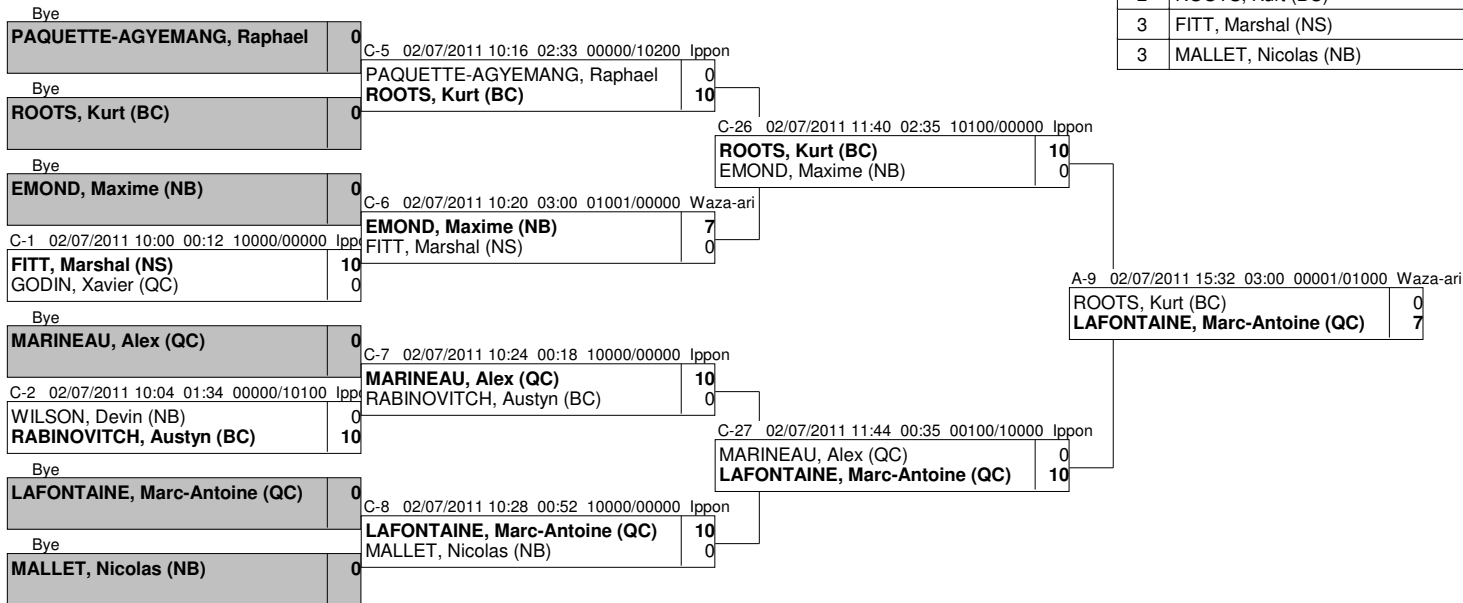 Bye
PAQUETTE-AGYEMANG, Raphael 0
Bye
ROOTS, Kurt (BC) 0
Bye
EMOND, Maxime (NB) 0
C-1 02/07/2011 10:00 00:12 10000/00000
FITT, Marshal (NS) 10
GODIN, Xavier (QC) 0
Bye
MARINEAU, Alex (QC) 0
C-2 02/07/2011 10:04 01:34 00000/10100
WILSON, Devin (NB) 0
RABINOVITCH, Austyn (BC) 10
Bye
LAFONTAINE, Marc-Antoine (QC) 0
Bye
MALLET, Nicolas (NB) 0
C-5 02/07/2011 10:16 02:33 00000/10200 Ippon
PAQUETTE-AGYEMANG, Raphael 0
ROOTS, Kurt (BC) 10
C-6 02/07/2011 10:20 03:00 01001/00000 Waza-ari
EMOND, Maxime (NB) 7
FITT, Marshal (NS) 0
C-7 02/07/2011 10:24 00:18 10000/00000 Ippon
MARINEAU, Alex (QC) 10
RABINOVITCH, Austyn (BC) 0
C-8 02/07/2011 10:28 00:52 10000/00000 Ippon
LAFONTAINE, Marc-Antoine (QC) 10
MALLET, Nicolas (NB) 0
C-26 02/07/2011 11:40 02:35 10100/00000 Ippon
ROOTS, Kurt (BC) 10
EMOND, Maxime (NB) 0
C-27 02/07/2011 11:44 00:35 00100/10000 Ippon
MARINEAU, Alex (QC) 0
LAFONTAINE, Marc-Antoine (QC) 10
A-9 02/07/2011 15:32 03:00 00001/01000 Waza-ari
ROOTS, Kurt (BC) 0
LAFONTAINE, Marc-Antoine (QC) 7
3 FITT, Marshal (NS)
3 MALLET, Nicolas (NB)